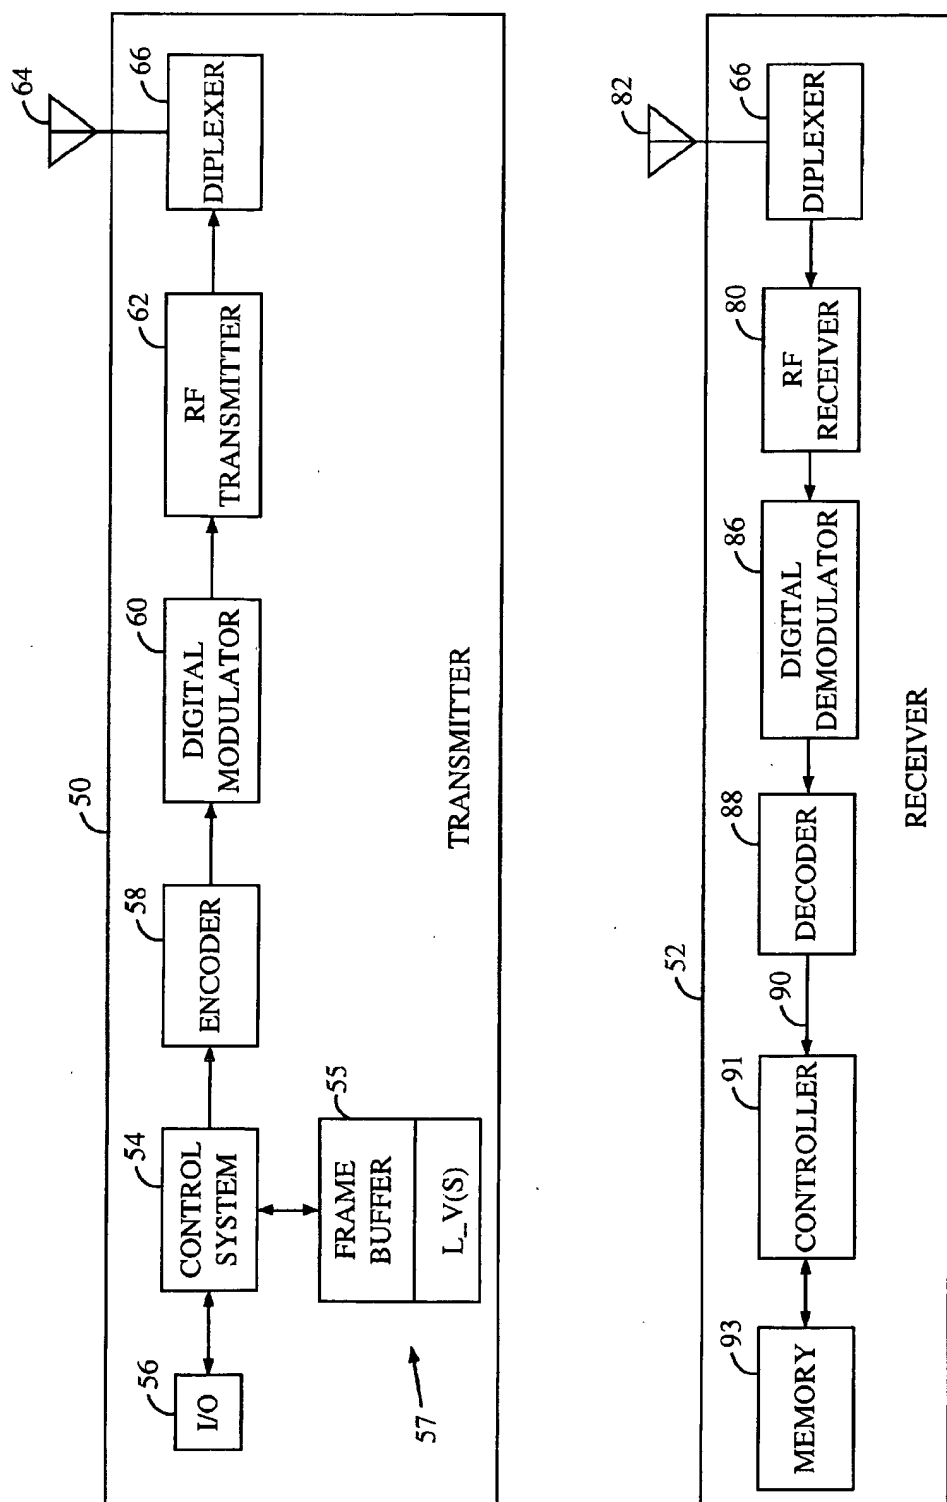 50
56
I/O
54
CONTROL
SYSTEM
58
ENCODER
60
DIGITAL
MODULATOR
62
RF
TRANSMITTER
66
DIPLEXER
64
55
FRAME
BUFFER
L_V(S)
57
TRANSMITTER
52
93
MEMORY
91
CONTROLLER
90
88
DECODER
86
DIGITAL
DEMODULATOR
80
RF
RECEIVER
66
DIPLEXER
82
RECEIVER